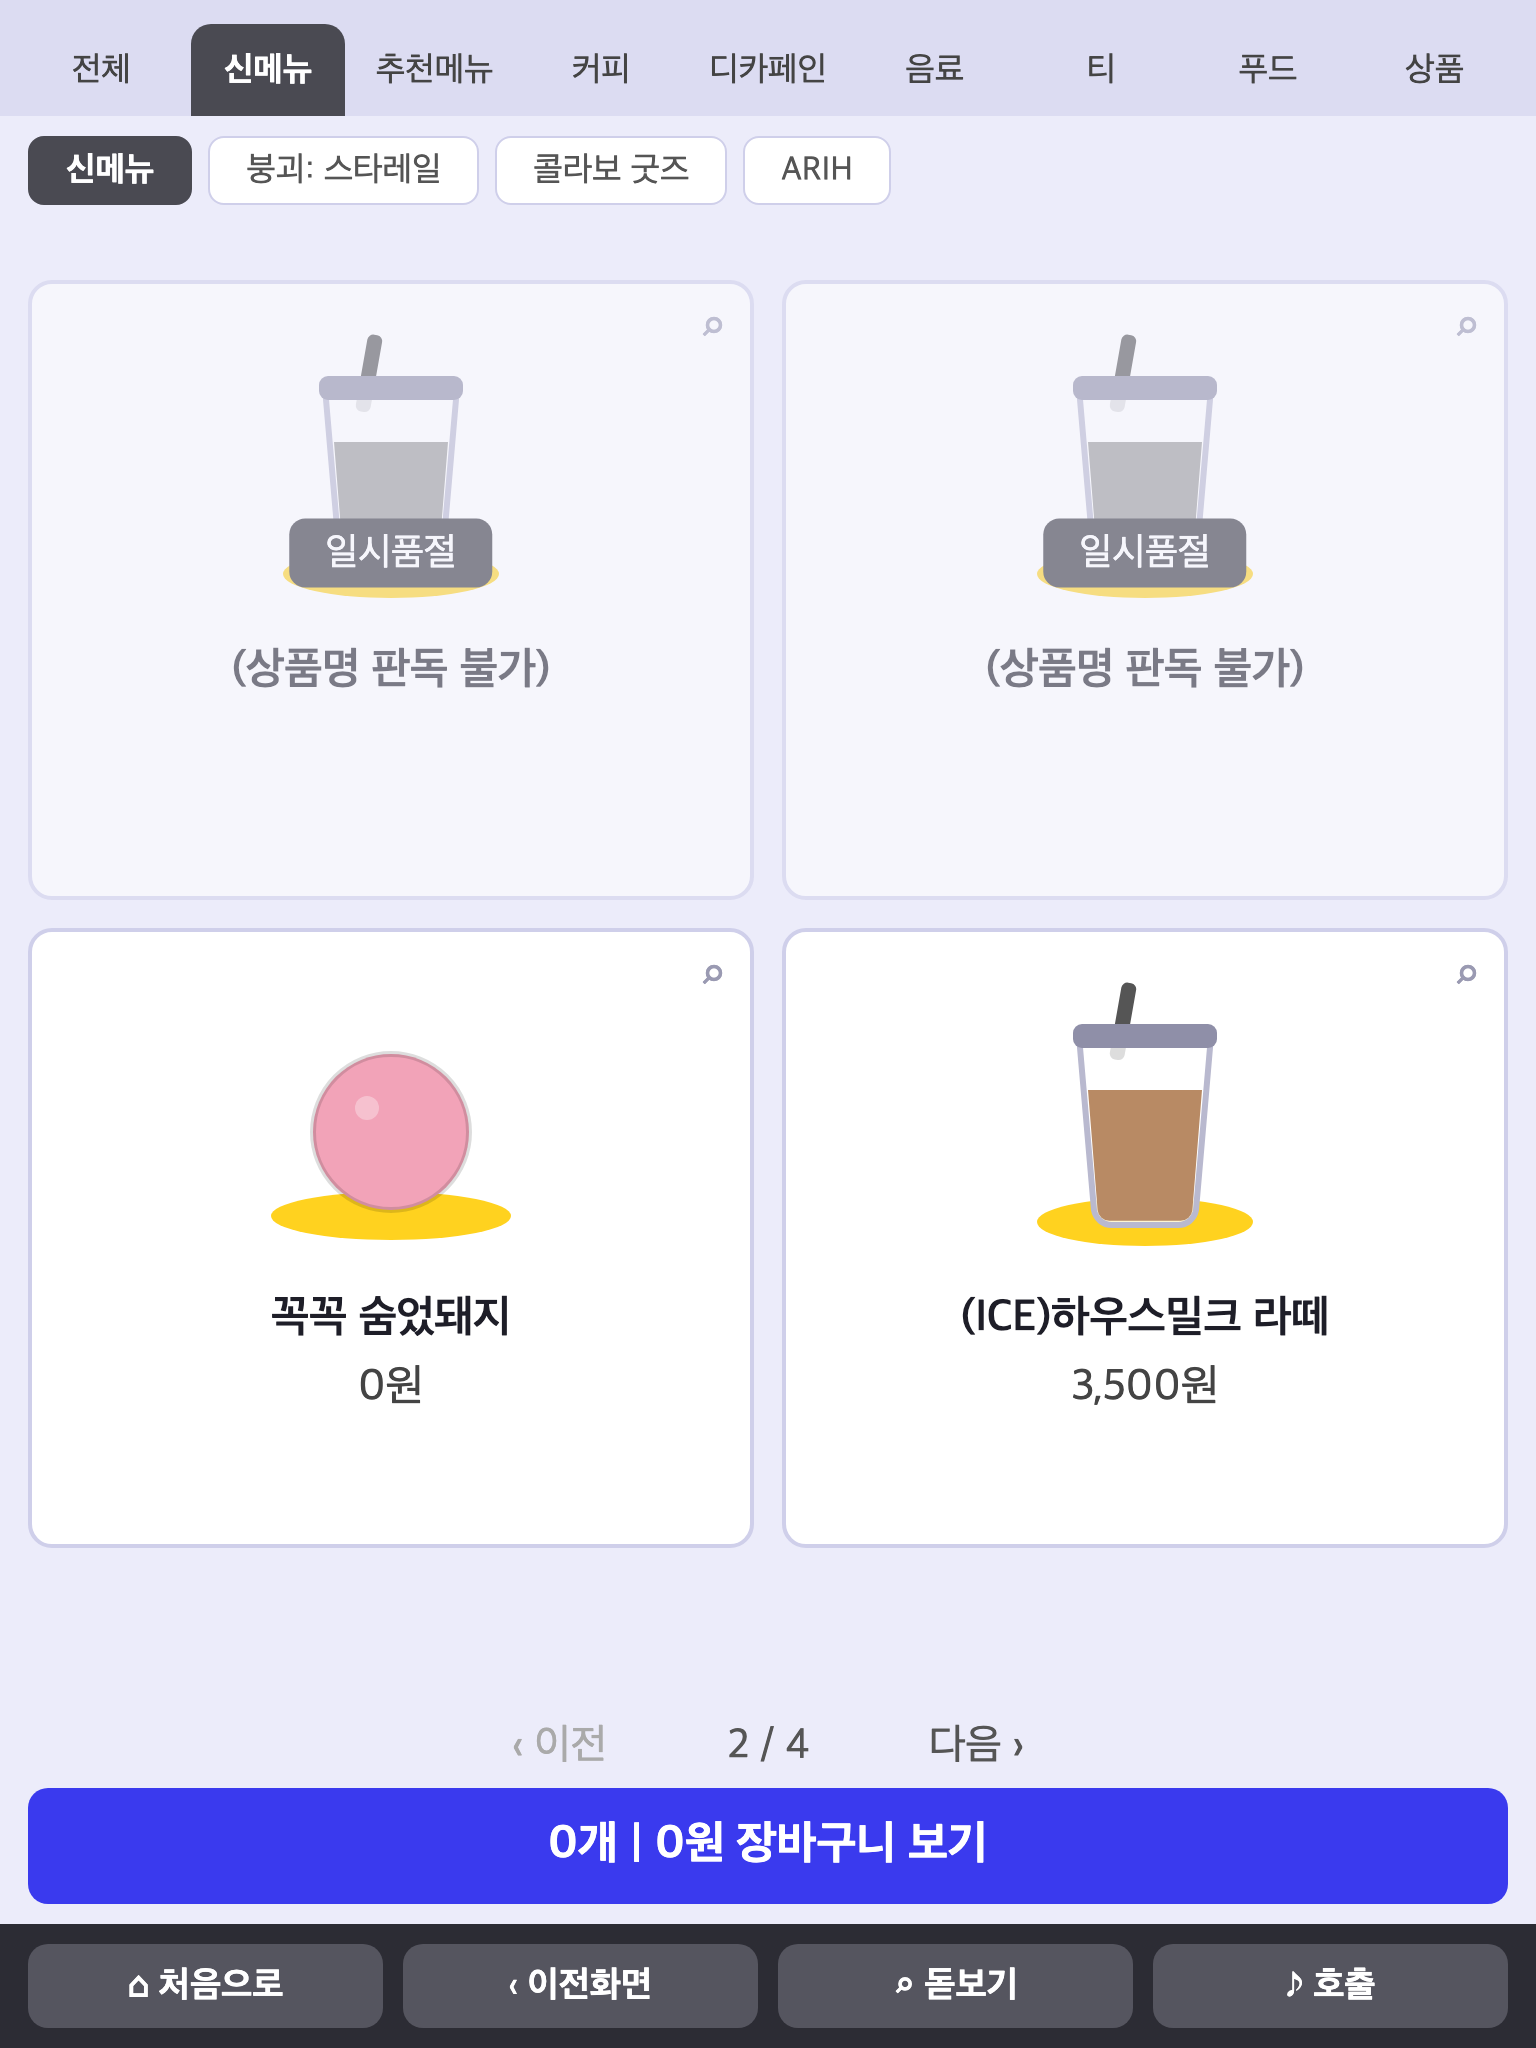 전체 신메뉴 추천메뉴 커피 디카페인 음료 티 푸드 상품
신메뉴 붕괴: 스타레일 콜라보 굿즈 ARIH
일시품절 일시품절
(상품명 판독 불가) (상품명 판독 불가)
꼭꼭 숨었돼지 (ICE)하우스밀크 라떼
0원 3,500원
‹ 이전 2 / 4 다음 ›
0개 | 0원 장바구니 보기
⌂ 처음으로 ‹ 이전화면 ⌕ 돋보기 ♪ 호출